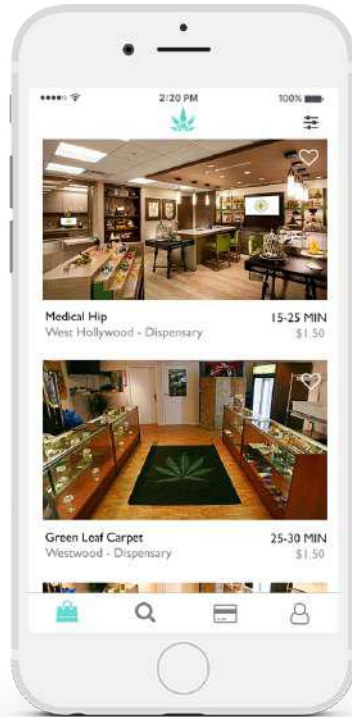 2:20 PM
100%
Medical Hip
15-25 MIN
West Hollywood - Dispensary
$1.50
Green Leaf Carpet
25-30 MIN
Westwood - Dispensary
$1.50